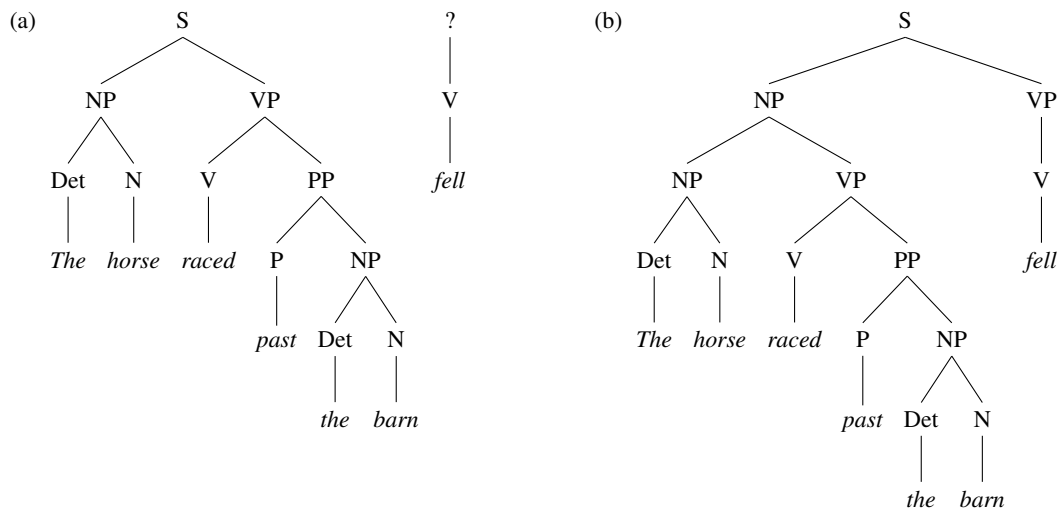 (a) S ? (b) S
NP VP V NP VP
Det N V PP fell NP VP V
The horse raced P NP Det N V PP fell
past Det N The horse raced P NP
the barn past Det N
the barn